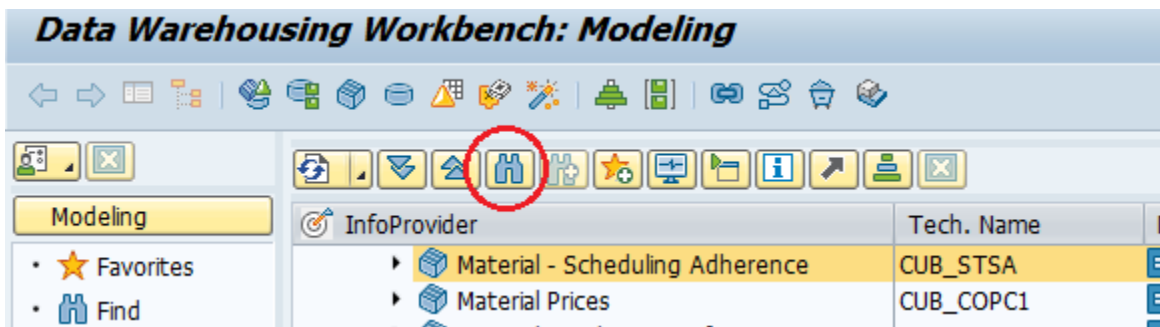 Data Warehousing Workbench: Modeling
Modeling
InfoProvider Tech. Name
Favorites
Material - Scheduling Adherence CUB_STSA
Find
Material Prices CUB_COPC1